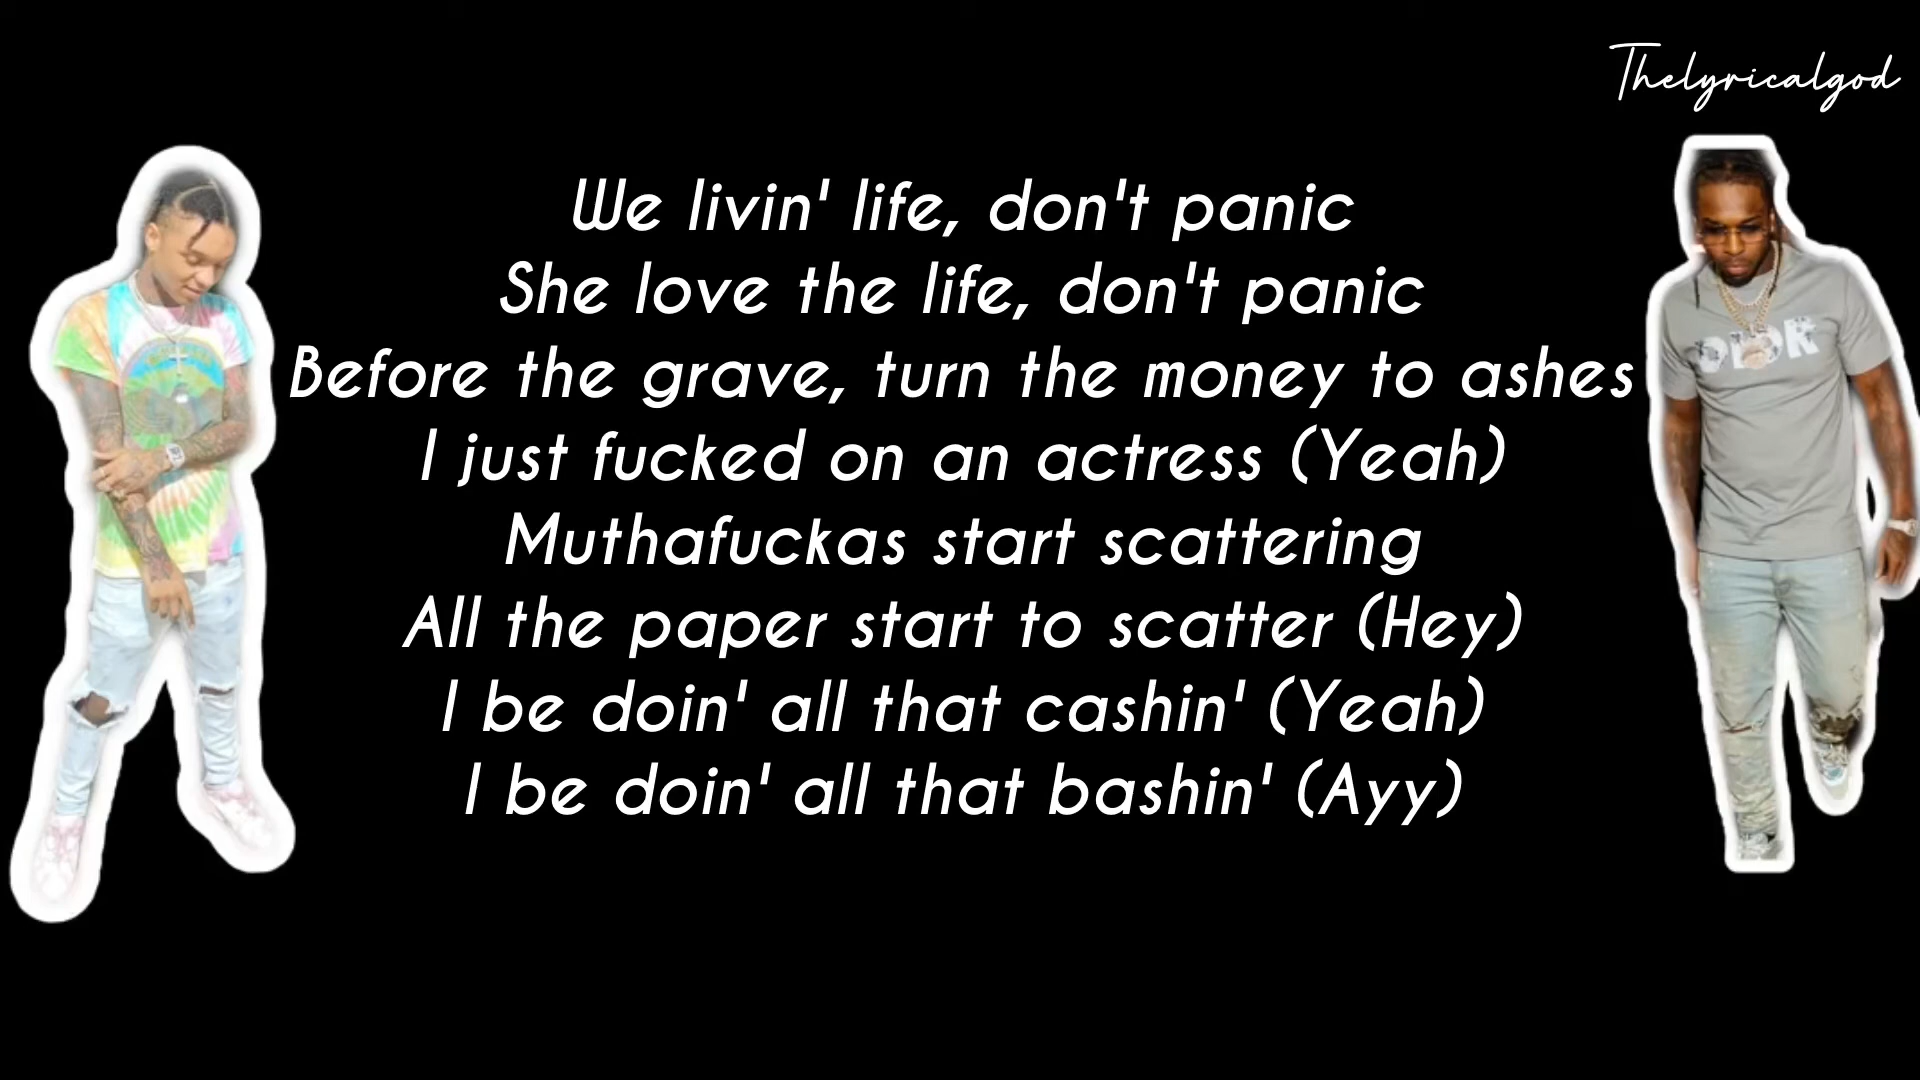 Thelyricalgod
We livin' life, don't panic
She love the life, don't panic
Before the grave, turn the money to ashes
I just fucked on an actress (Yeah)
Muthafuckas start scattering
All the paper start to scatter (Hey)
I be doin' all that cashin' (Yeah)
I be doin' all that bashin' (Ayy)
DIOR